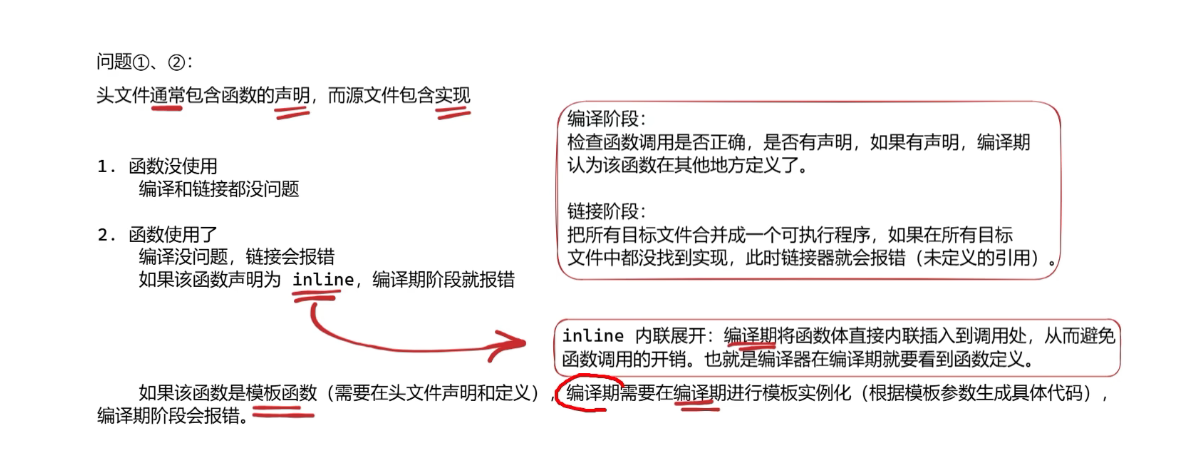 问题①、②：
头文件通常包含函数的声明，而源文件包含实现
1. 函数没使用
编译和链接都没问题
2. 函数使用了
编译没问题，链接会报错
如果该函数声明为 inline，编译期阶段就报错
编译阶段：
检查函数调用是否正确，是否有声明，如果有声明，编译期
认为该函数在其他地方定义了。
链接阶段：
把所有目标文件合并成一个可执行程序，如果在所有目标
文件中都没找到实现，此时链接器就会报错（未定义的引用）。
inline 内联展开：编译期将函数体直接内联插入到调用处，从而避免
函数调用的开销。也就是编译器在编译期就要看到函数定义。
如果该函数是模板函数（需要在头文件声明和定义），编译期需要在编译期进行模板实例化（根据模板参数生成具体代码），
编译期阶段会报错。